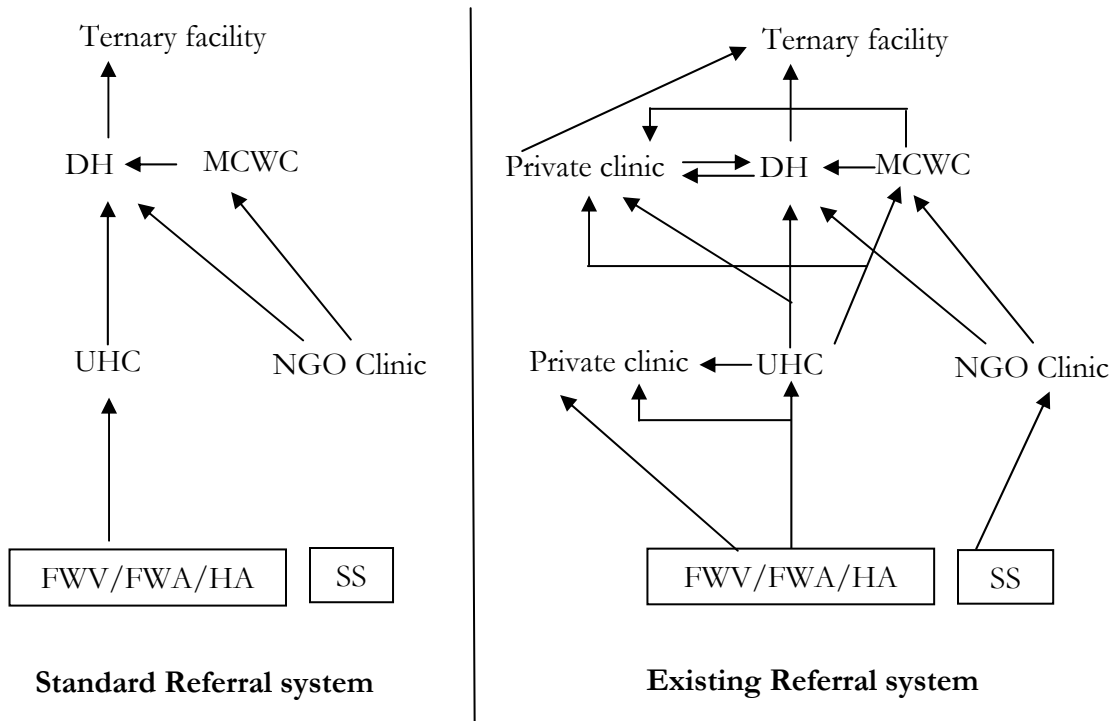 Ternary facility
DH
MCWC
UHC
NGO Clinic
FWV/FWA/HA
SS
Standard Referral system
Ternary facility
Private clinic
DH
MCWC
Private clinic
UHC
NGO Clinic
FWV/FWA/HA
SS
Existing Referral system